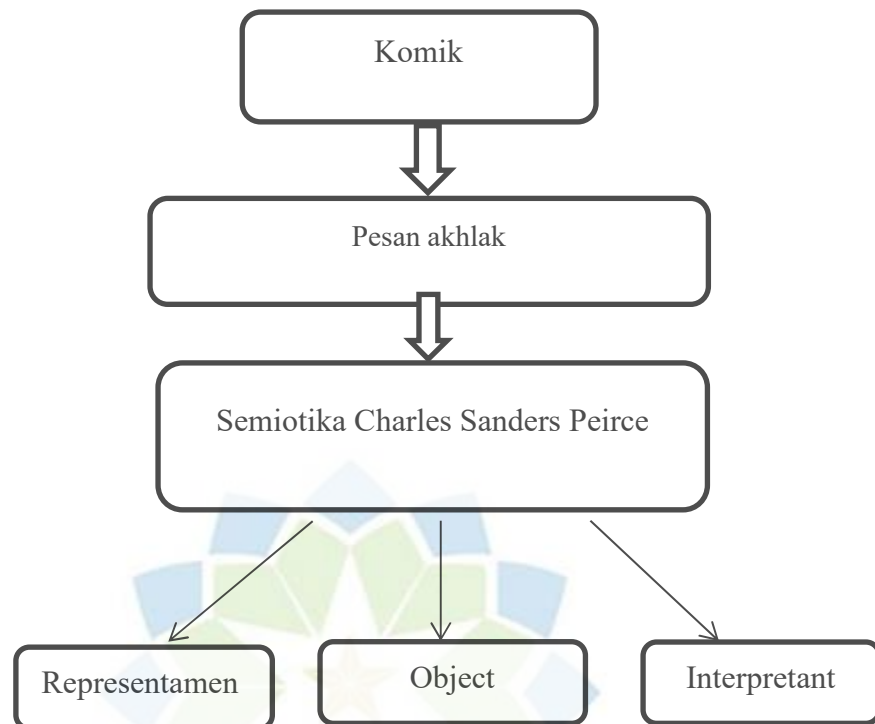 Komik
Pesan akhlak
Semiotika Charles Sanders Peirce
Representamen
Object
Interpretant